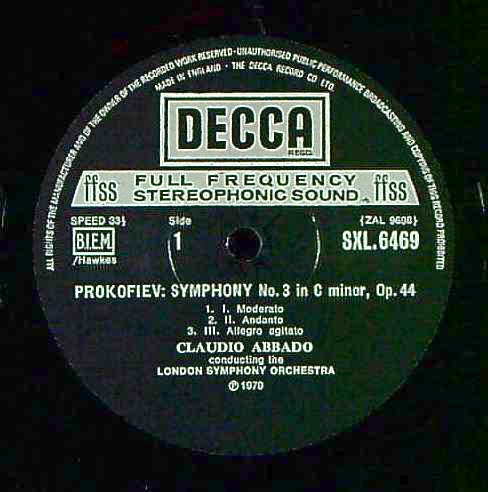 ALL RIGHTS OF THE MANUFACTURER AND OF THE OWNER OF THE RECORDED WORK RESERVED · UNAUTHORISED PUBLIC PERFORMANCE BROADCASTING AND COPYING OF THIS RECORD PROHIBITED
MADE IN ENGLAND · THE DECCA RECORD CO LTD.
DECCA
REGD.
ffss FULL FREQUENCY STEREOPHONIC SOUND ffss
SPEED 33⅓ Side (ZAL 9698)
B.I.E.M. 1 SXL.6469
/Hawkes
PROKOFIEV: SYMPHONY No. 3 in C minor, Op. 44
1. I. Moderato
2. II. Andante
3. III. Allegro agitato
CLAUDIO ABBADO
conducting the
LONDON SYMPHONY ORCHESTRA
℗ 1970